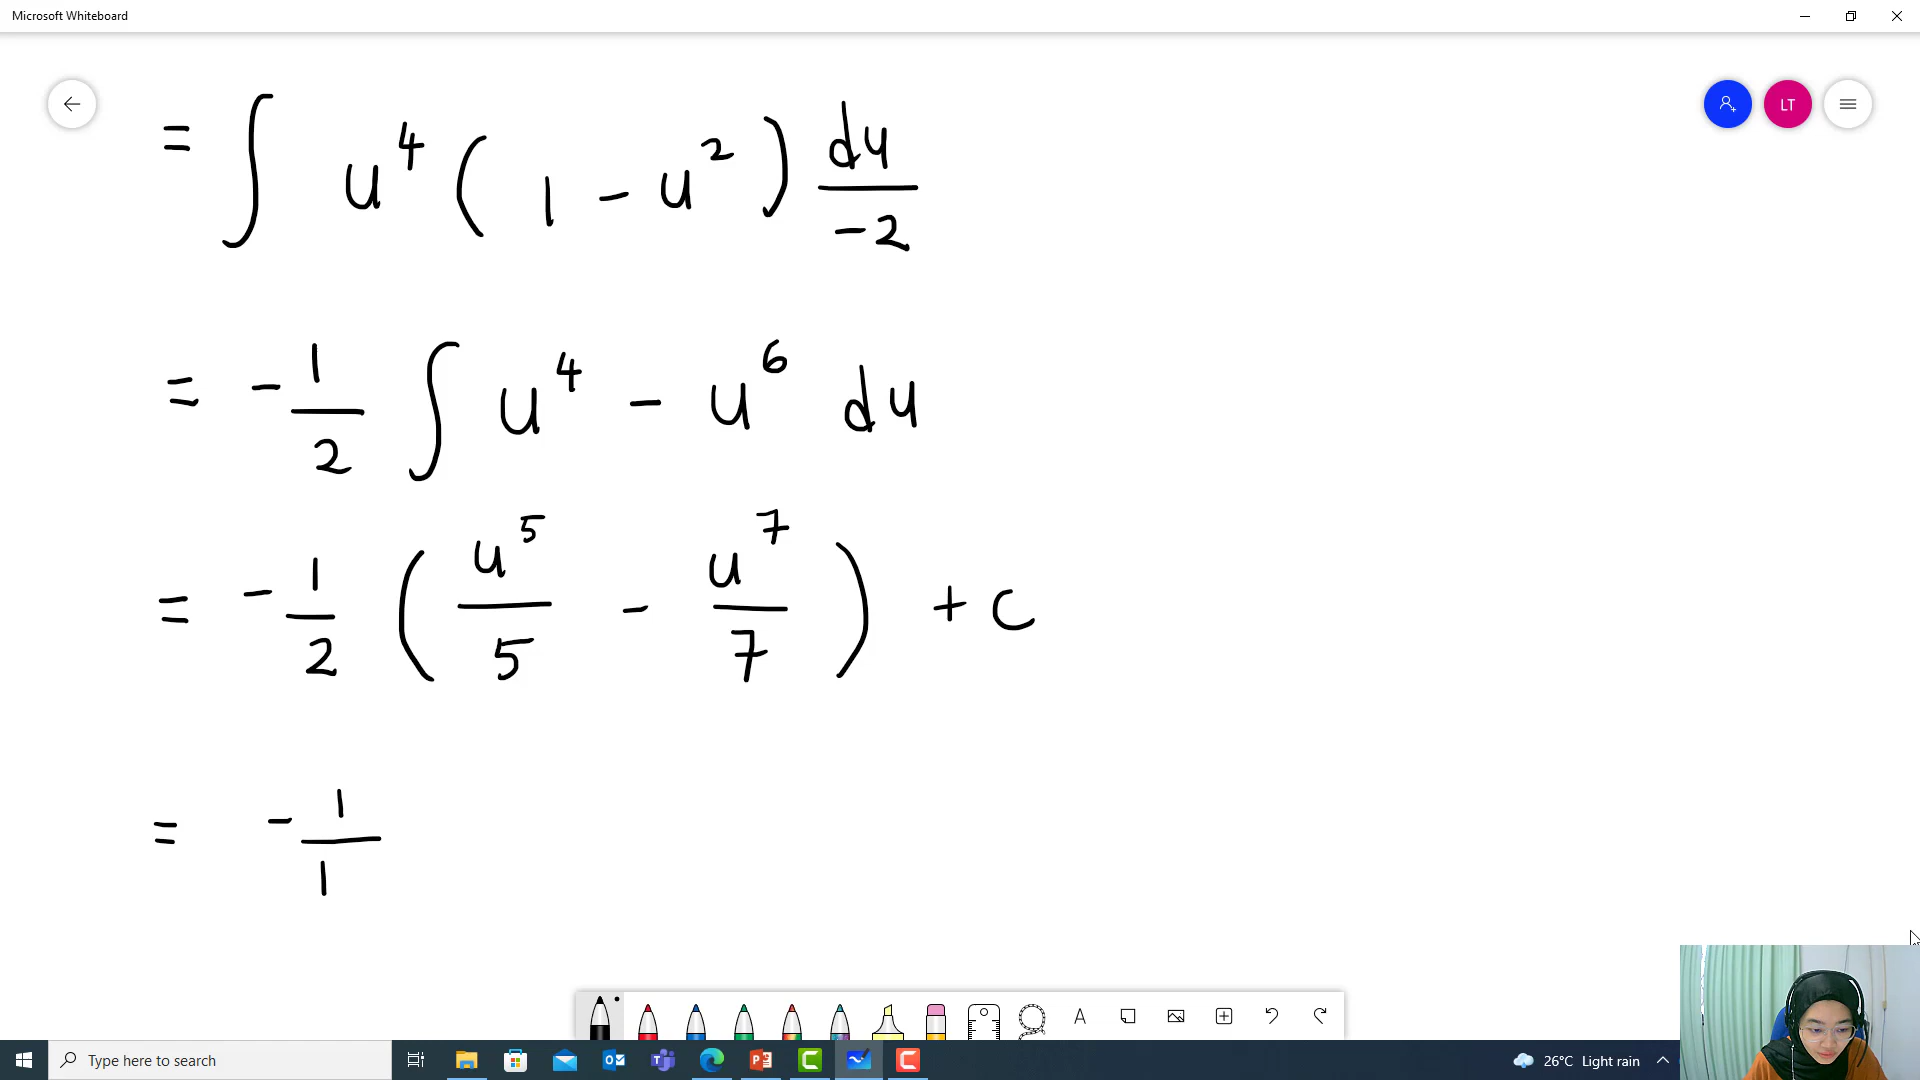 Microsoft Whiteboard
LT
= ∫ u⁴ ( 1 - u² ) du/-2
= - 1/2 ∫ u⁴ - u⁶ du
= - 1/2 ( u⁵/5 - u⁷/7 ) + c
= - 1/1
A
Type here to search
26°C Light rain